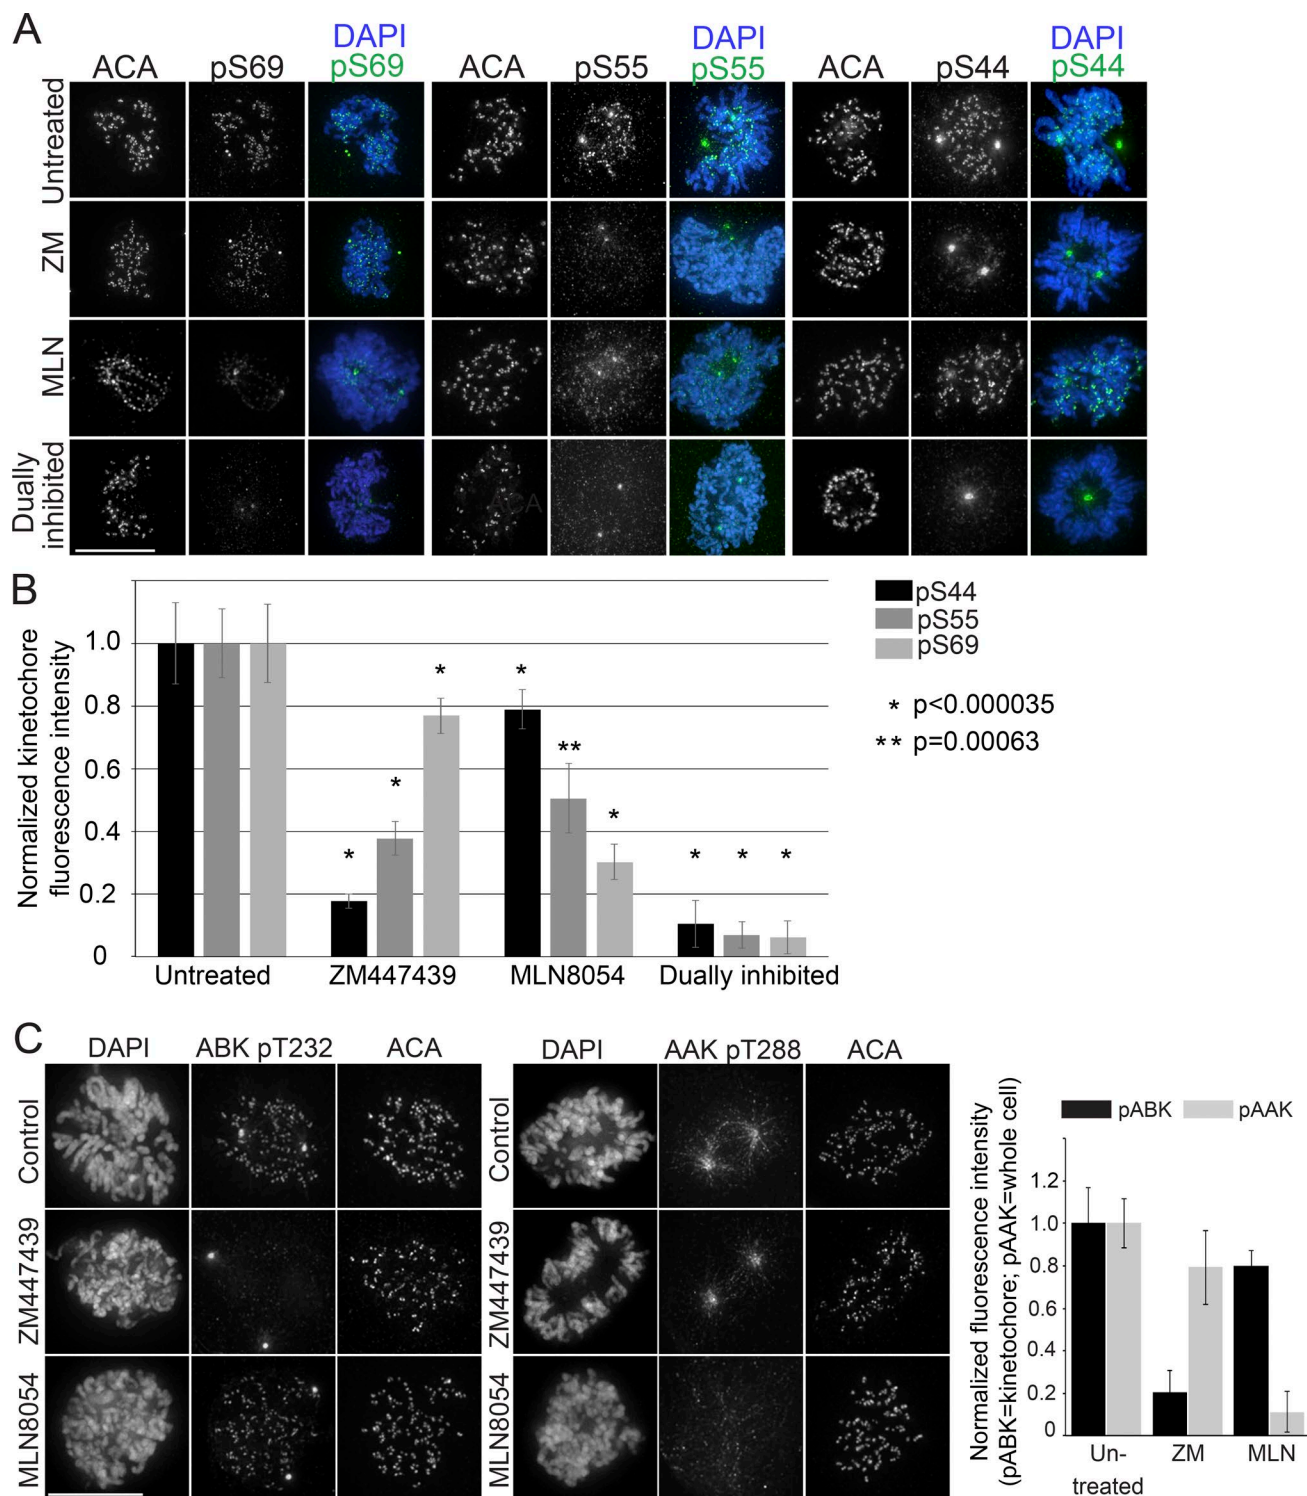 A
DAPI DAPI DAPI
ACA pS69 pS69 ACA pS55 pS55 ACA pS44 pS44
Untreated
ZM
MLN
Dually
inhibited
ACA
B
Normalized kinetochore
fluorescence intensity
1.0
0.8
0.6
0.4
0.2
0
* * * * ** * * * *
Untreated ZM447439 MLN8054 Dually inhibited
pS44
pS55
pS69
* p<0.000035
** p=0.00063
C
DAPI ABK pT232 ACA DAPI AAK pT288 ACA
Control Control
ZM447439 ZM447439
MLN8054 MLN8054
Normalized fluorescence intensity
(pABK=kinetochore; pAAK=whole cell)
pABK pAAK
1.2
1.0
0.8
0.6
0.4
0.2
0
Un- ZM MLN
treated